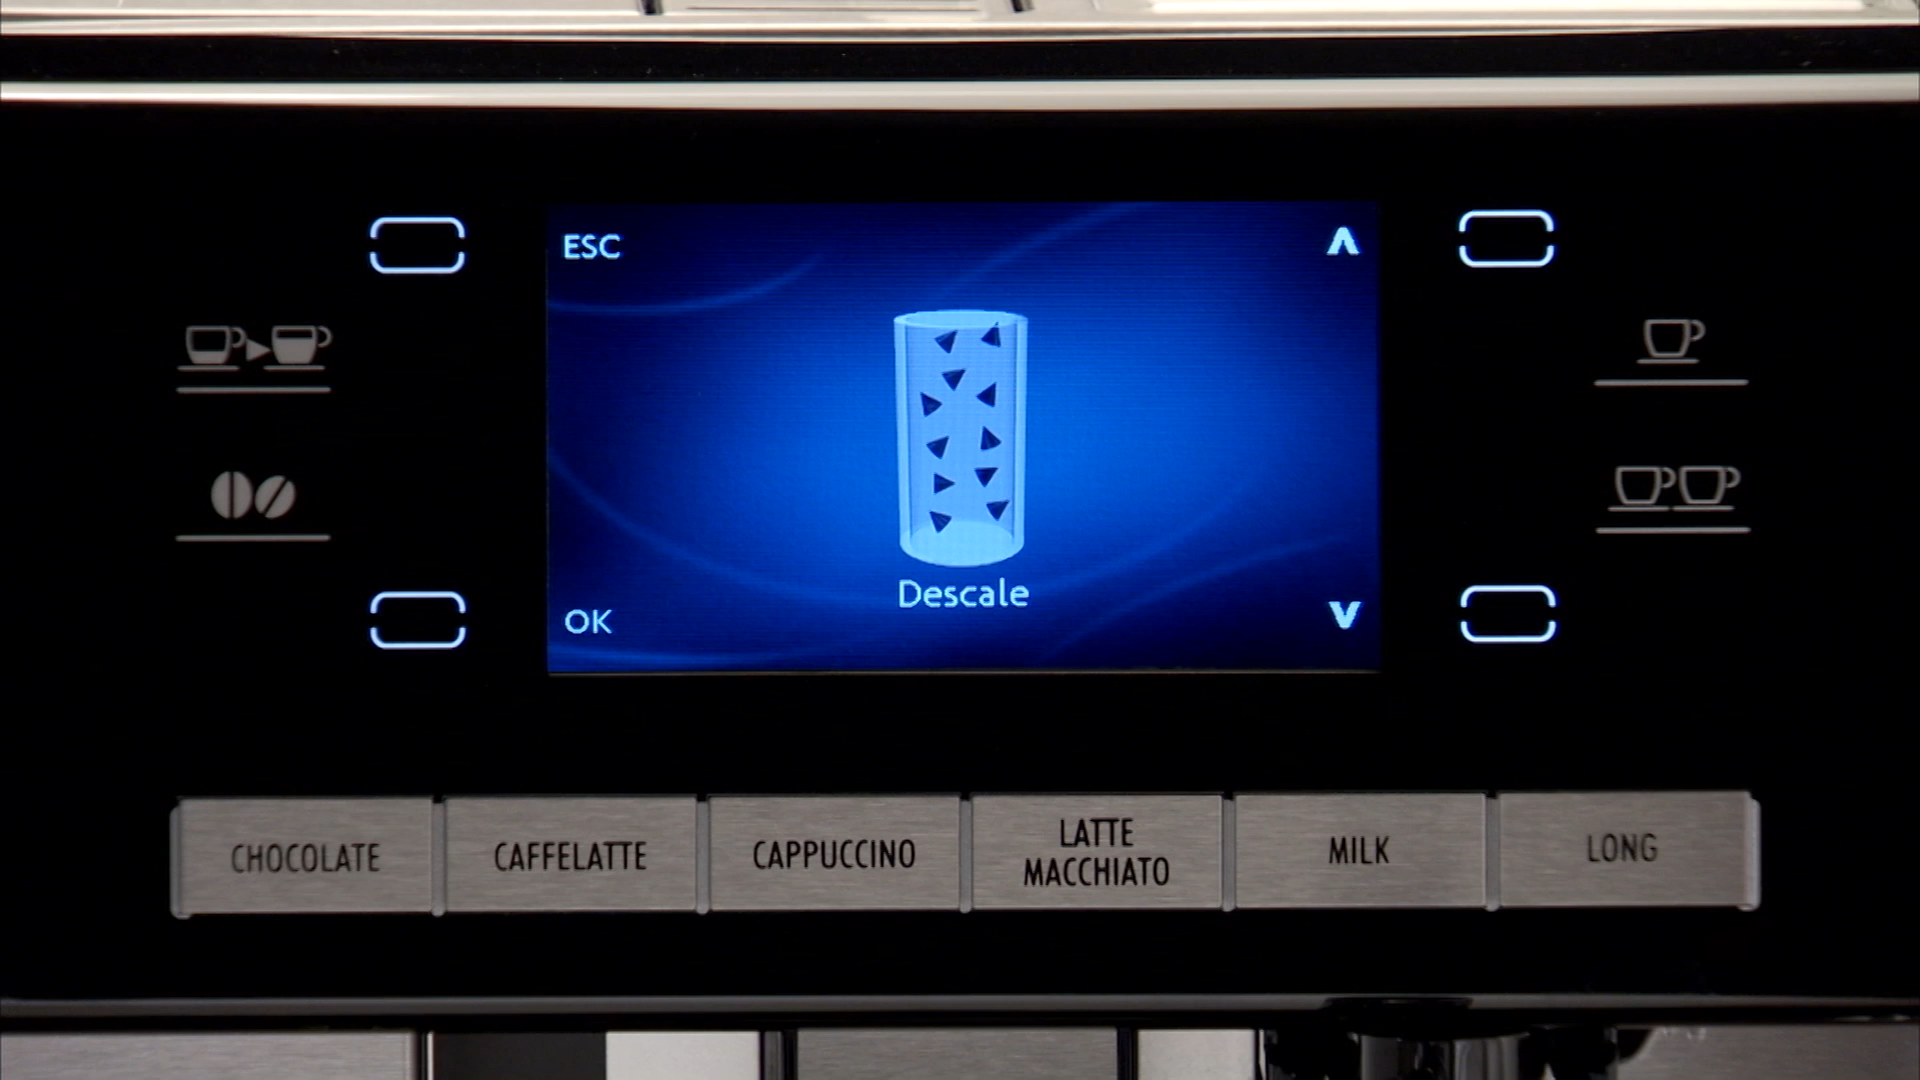 ESC
Descale
OK
CHOCOLATE
CAFFELATTE
CAPPUCCINO
LATTE
MACCHIATO
MILK
LONG